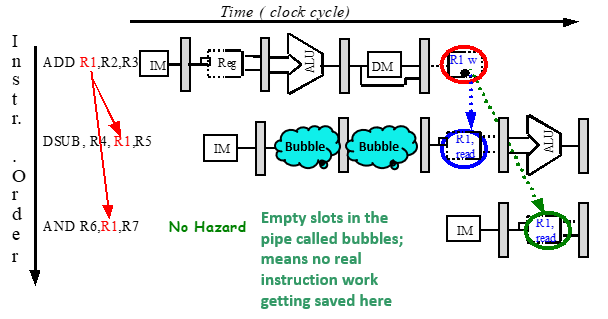 Time ( clock cycle)
Instr. .Order
ADD R1,R2,R3
IM
Reg
ALU
DM
R1 w
DSUB, R4, R1,R5
IM
Bubble
Bubble
R1,
read
ALU
AND R6,R1,R7
No Hazard
Empty slots in the
pipe called bubbles;
means no real
instruction work
getting saved here
IM
R1,
read